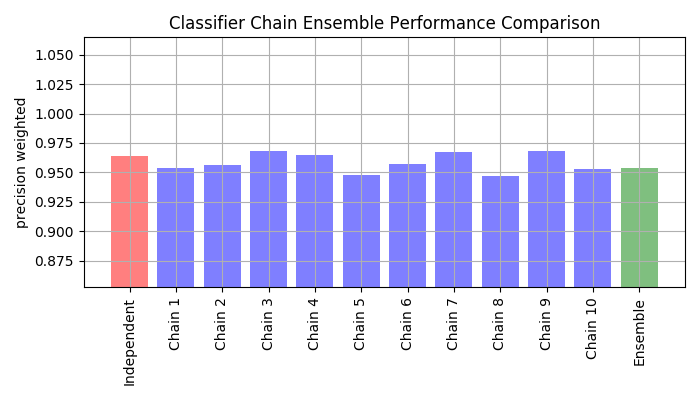 Classifier Chain Ensemble Performance Comparison
precision weighted
1.050
1.025
1.000
0.975
0.950
0.925
0.900
0.875
Independent
Chain 1
Chain 2
Chain 3
Chain 4
Chain 5
Chain 6
Chain 7
Chain 8
Chain 9
Chain 10
Ensemble